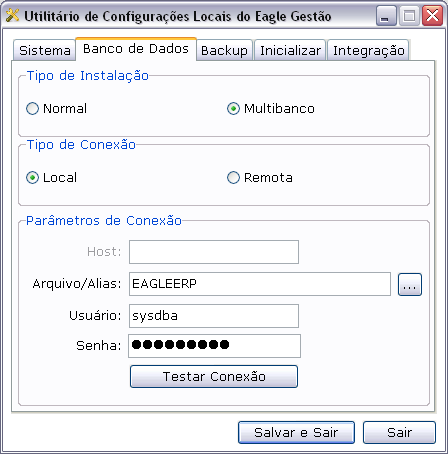 Utilitário de Configurações Locais do Eagle Gestão
Sistema Banco de Dados Backup Inicializar Integração
Tipo de Instalação
Normal Multibanco
Tipo de Conexão
Local Remota
Parâmetros de Conexão
Host:
Arquivo/Alias: EAGLEERP ...
Usuário: sysdba
Senha: ●●●●●●●●●
Testar Conexão
Salvar e Sair Sair